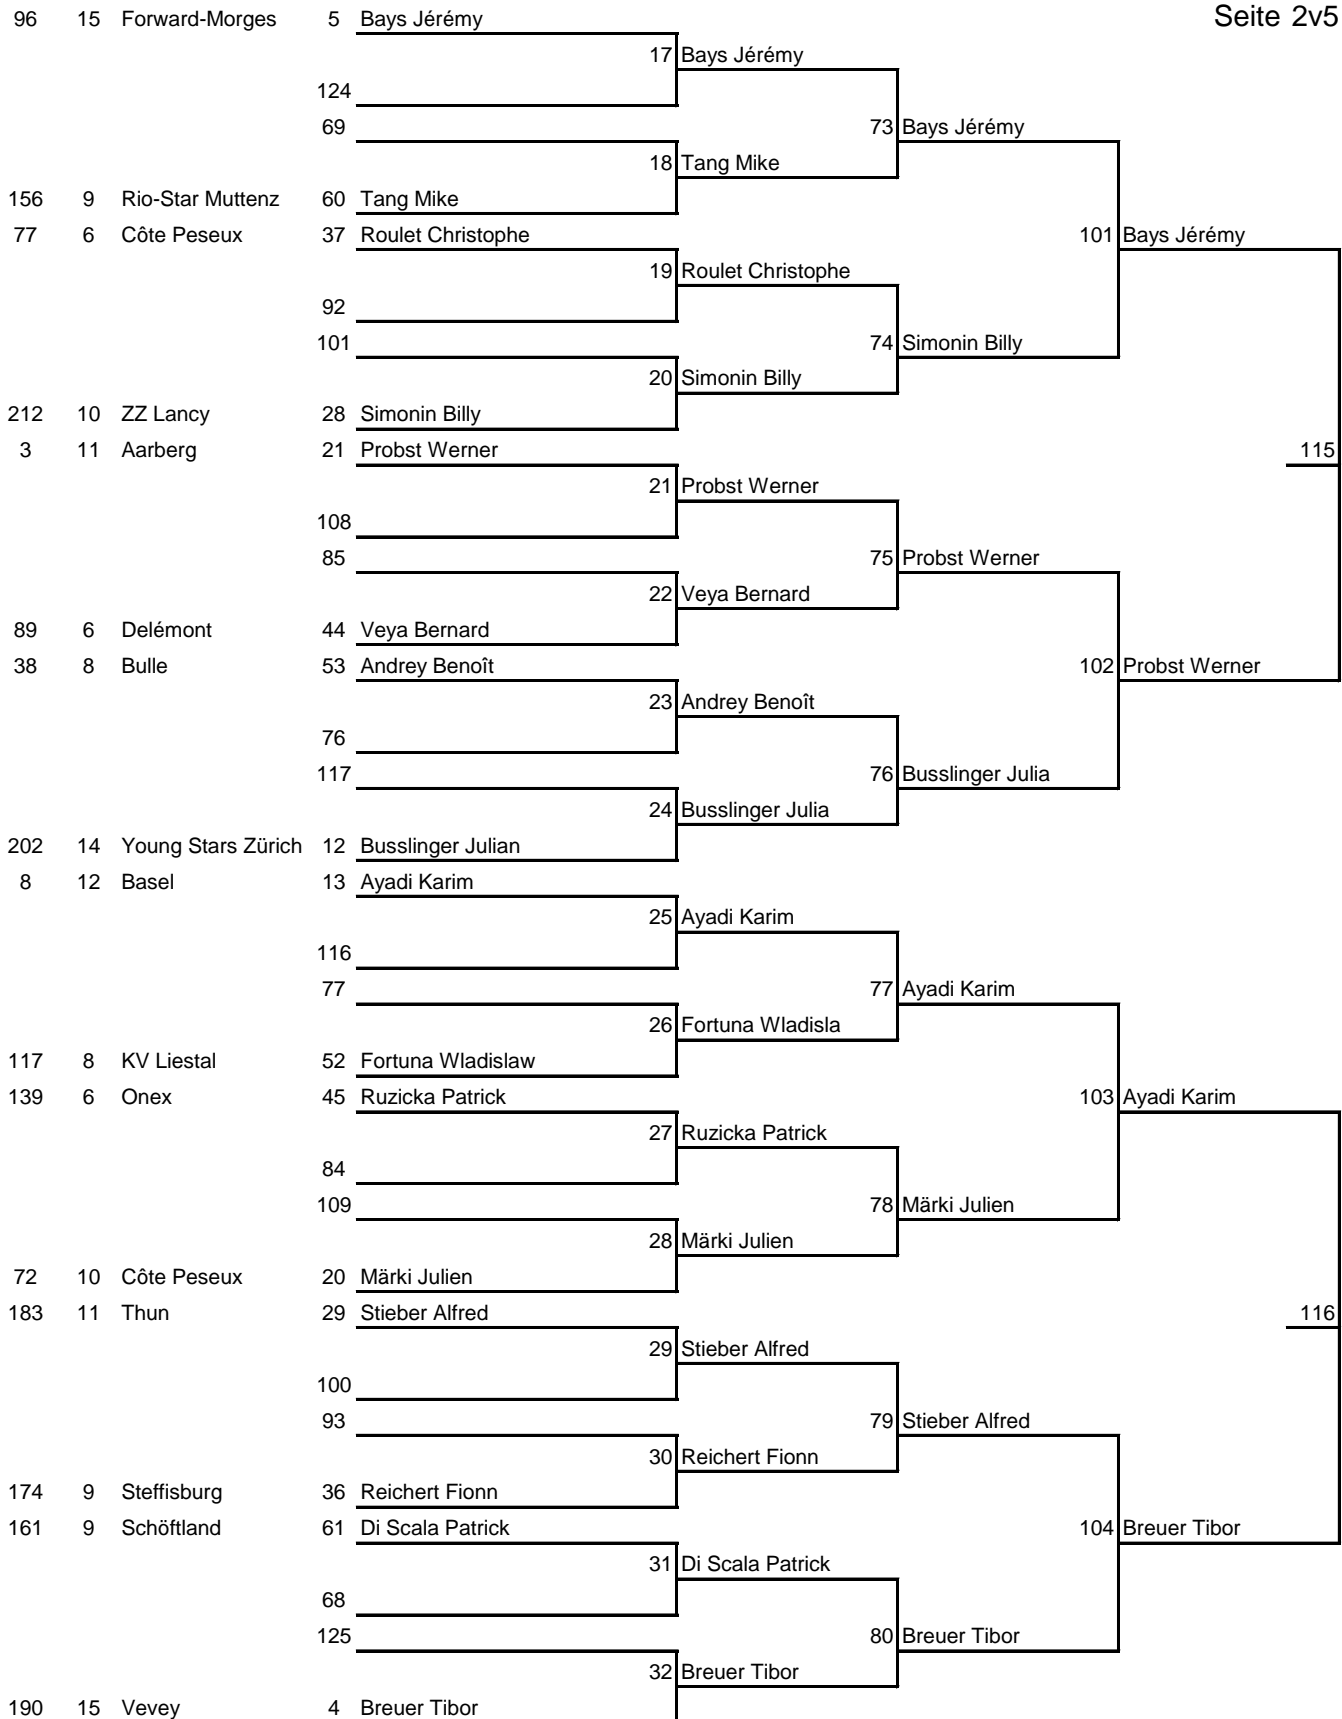 Seite 2v5
96 15 Forward-Morges 5 Bays Jérémy
17 Bays Jérémy
124
69 73 Bays Jérémy
18 Tang Mike
156 9 Rio-Star Muttenz 60 Tang Mike
77 6 Côte Peseux 37 Roulet Christophe 101 Bays Jérémy
19 Roulet Christophe
92
101 74 Simonin Billy
20 Simonin Billy
212 10 ZZ Lancy 28 Simonin Billy
3 11 Aarberg 21 Probst Werner 115
21 Probst Werner
108
85 75 Probst Werner
22 Veya Bernard
89 6 Delémont 44 Veya Bernard
38 8 Bulle 53 Andrey Benoît 102 Probst Werner
23 Andrey Benoît
76
117 76 Busslinger Julia
24 Busslinger Julia
202 14 Young Stars Zürich 12 Busslinger Julian
8 12 Basel 13 Ayadi Karim
25 Ayadi Karim
116
77 77 Ayadi Karim
26 Fortuna Wladisla
117 8 KV Liestal 52 Fortuna Wladislaw
139 6 Onex 45 Ruzicka Patrick 103 Ayadi Karim
27 Ruzicka Patrick
84
109 78 Märki Julien
28 Märki Julien
72 10 Côte Peseux 20 Märki Julien
183 11 Thun 29 Stieber Alfred 116
29 Stieber Alfred
100
93 79 Stieber Alfred
30 Reichert Fionn
174 9 Steffisburg 36 Reichert Fionn
161 9 Schöftland 61 Di Scala Patrick 104 Breuer Tibor
31 Di Scala Patrick
68
125 80 Breuer Tibor
32 Breuer Tibor
190 15 Vevey 4 Breuer Tibor